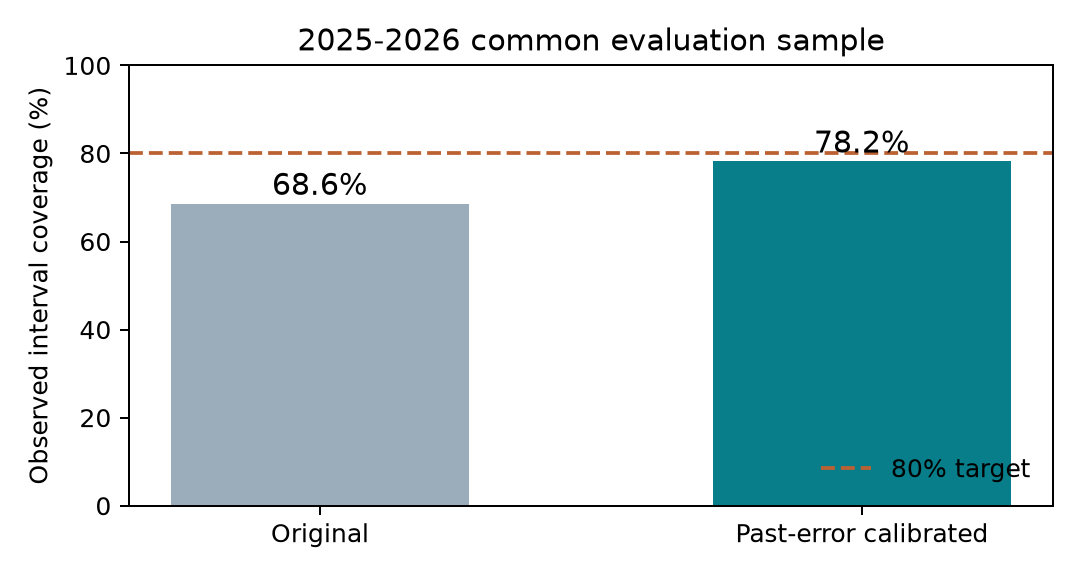 2025-2026 common evaluation sample
Observed interval coverage (%)
100
80
60
40
20
0
68.6%
78.2%
80% target
Original
Past-error calibrated